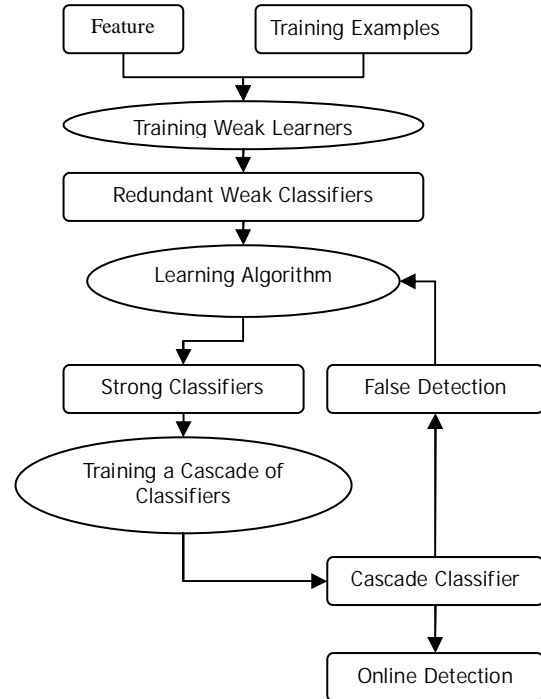 Feature
Training Examples
Training Weak Learners
Redundant Weak Classifiers
Learning Algorithm
Strong Classifiers
False Detection
Training a Cascade of
Classifiers
Cascade Classifier
Online Detection